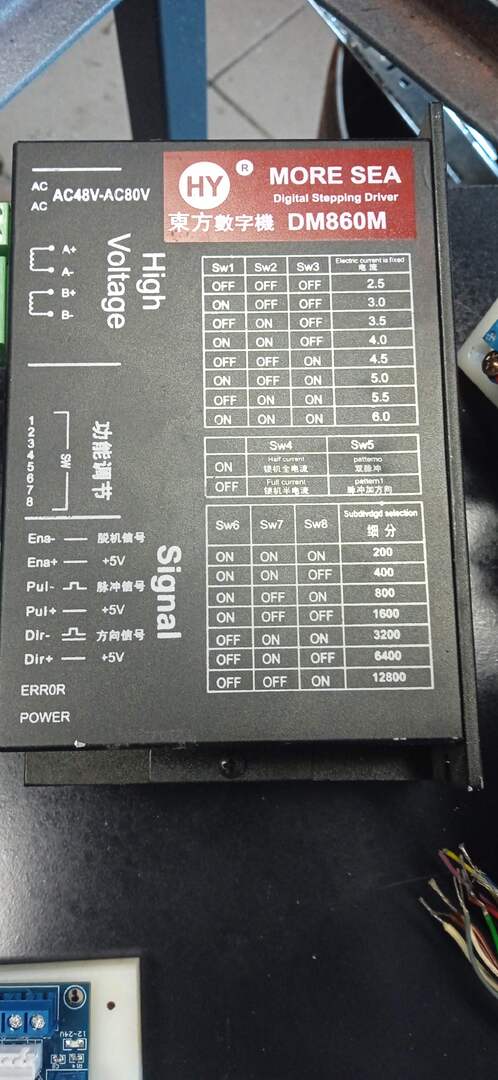 HY ® MORE SEA
Digital Stepping Driver
東方數字機 DM860M
AC
AC
AC48V-AC80V
A+
A-
B+
B-
High
Voltage
Sw1 Sw2 Sw3 Electric current is fixed
电流
OFF OFF OFF 2.5
ON OFF OFF 3.0
OFF ON OFF 3.5
ON ON OFF 4.0
OFF OFF ON 4.5
ON OFF ON 5.0
OFF ON ON 5.5
ON ON ON 6.0
1
2
3
4
5
6
7
8
SW
功能调节
Sw4 Sw5
ON Half current
锁机全电流 patterno
双脉冲
OFF Full current
锁机半电流 pattern1
脉冲加方向
Sw6 Sw7 Sw8 Subdivdgd selection
细分
ON ON ON 200
ON ON OFF 400
ON OFF ON 800
ON OFF OFF 1600
OFF ON ON 3200
OFF ON OFF 6400
OFF OFF ON 12800
Ena- 脱机信号
Ena+ +5V
Pul- 脉冲信号
Pul+ +5V
Dir- 方向信号
Dir+ +5V
Signal
ERR0R
POWER
12~24V